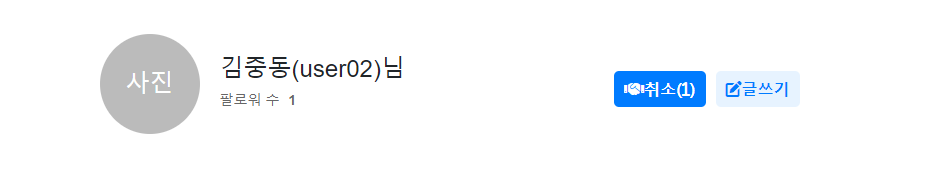 사진
김중동(user02)님
팔로워 수 1
취소(1) 글쓰기